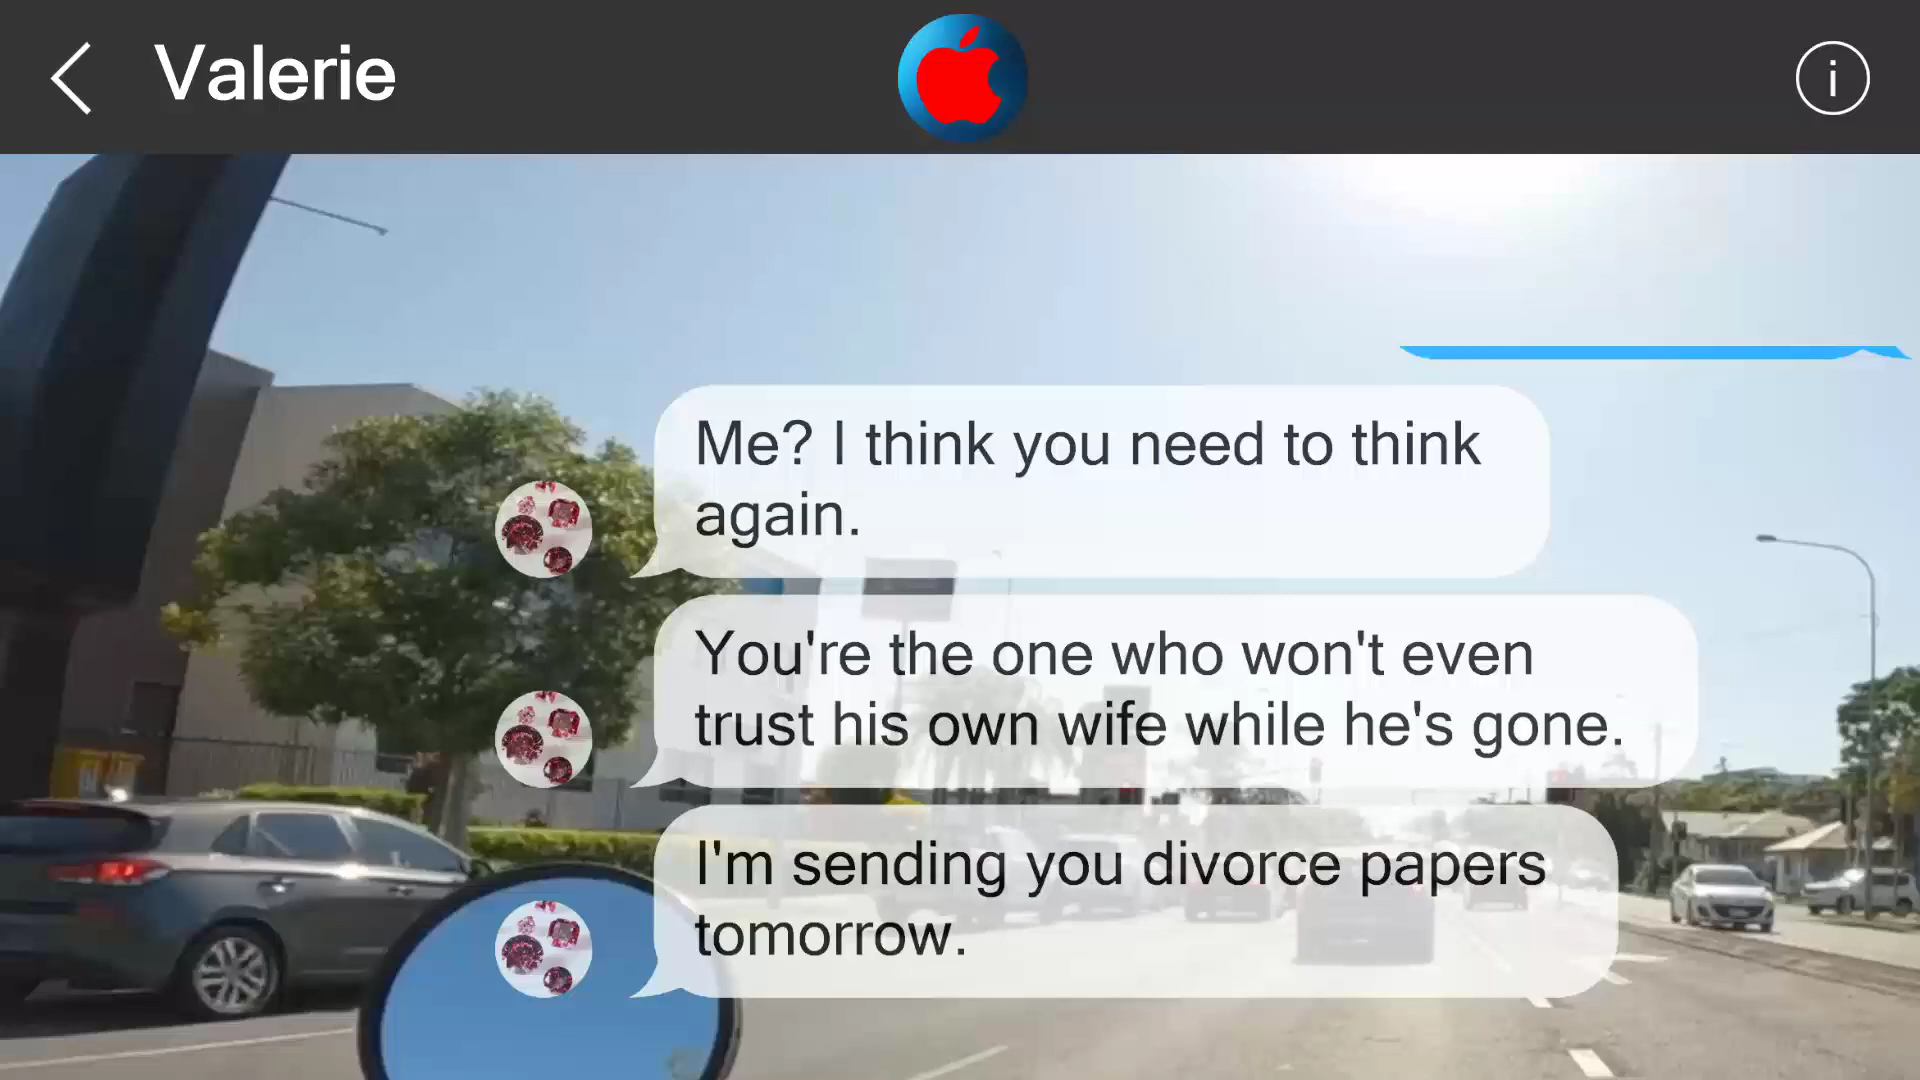 Valerie
i
Me? I think you need to think
again.
You're the one who won't even
trust his own wife while he's gone.
I'm sending you divorce papers
tomorrow.